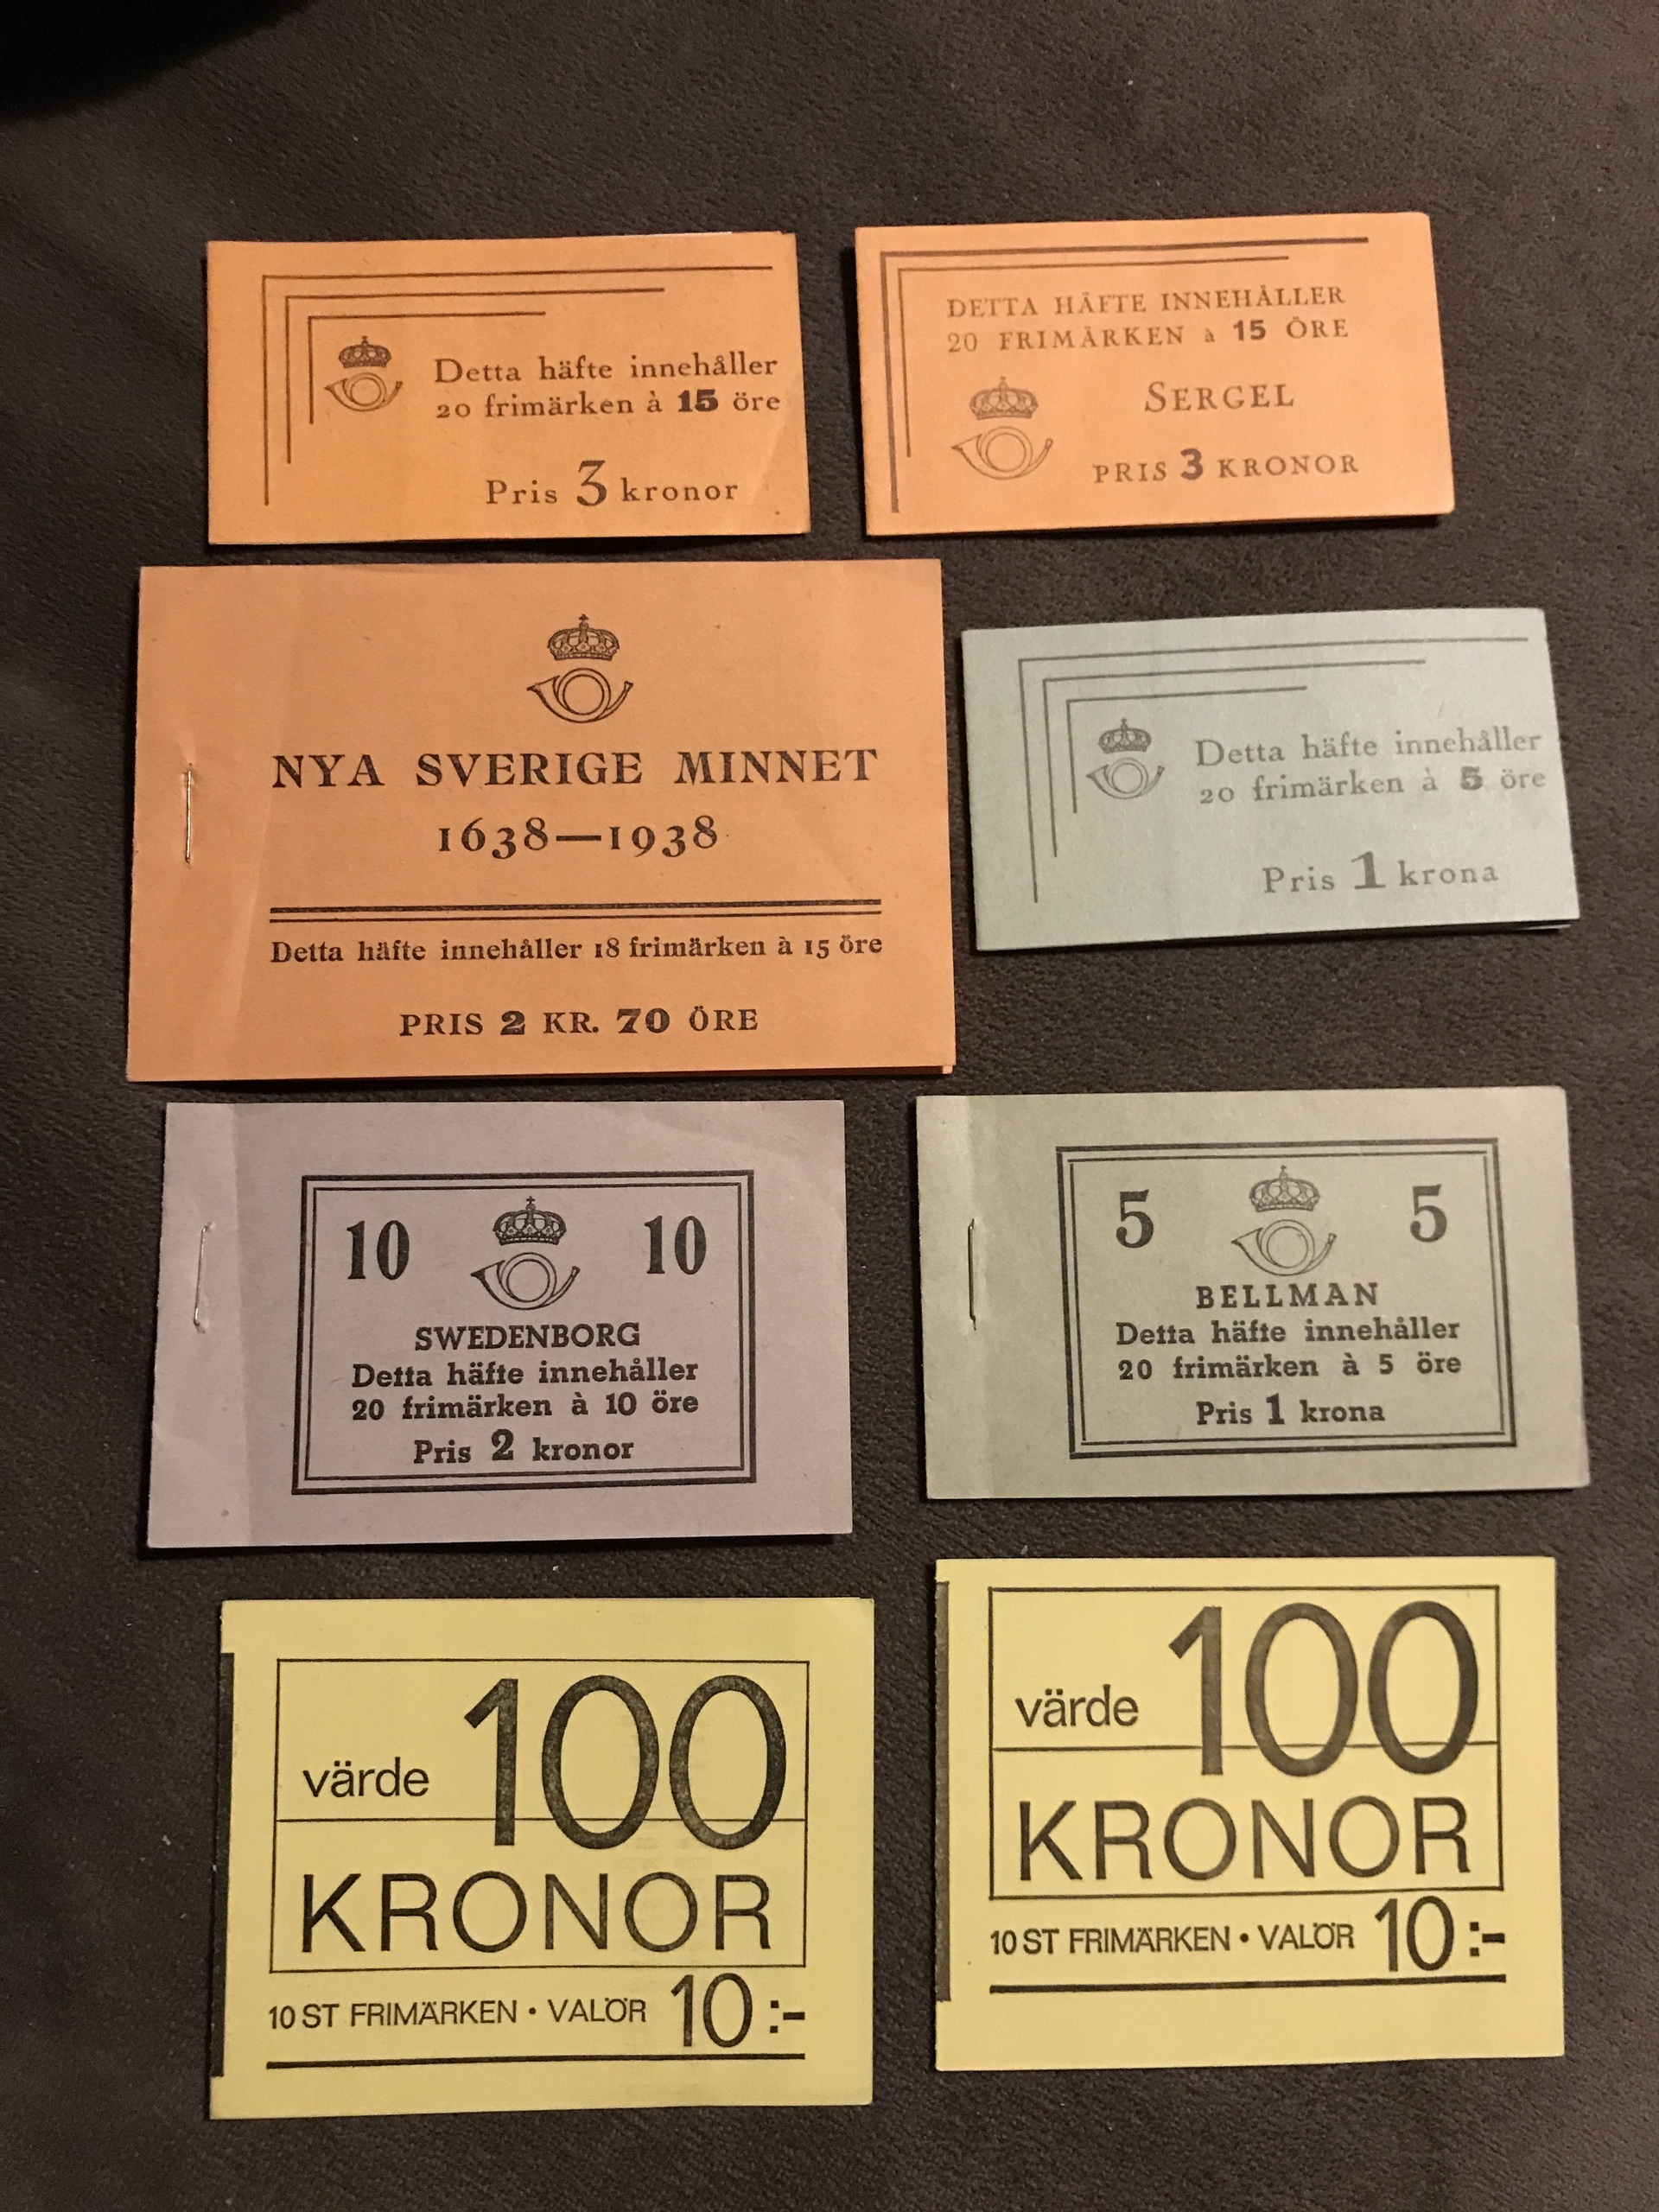 Detta häfte innehåller
20 frimärken à 15 öre
Pris 3 kronor
DETTA HÄFTE INNEHÅLLER
20 FRIMÄRKEN à 15 ÖRE
SERGEL
PRIS 3 KRONOR
NYA SVERIGE MINNET
1638—1938
Detta häfte innehåller 18 frimärken à 15 öre
PRIS 2 KR. 70 ÖRE
Detta häfte innehåller
20 frimärken à 5 öre
Pris 1 krona
10 10
SWEDENBORG
Detta häfte innehåller
20 frimärken à 10 öre
Pris 2 kronor
5 5
BELLMAN
Detta häfte innehåller
20 frimärken à 5 öre
Pris 1 krona
värde 100
KRONOR
10 ST FRIMÄRKEN • VALÖR 10:-
värde 100
KRONOR
10 ST FRIMÄRKEN • VALÖR 10:-